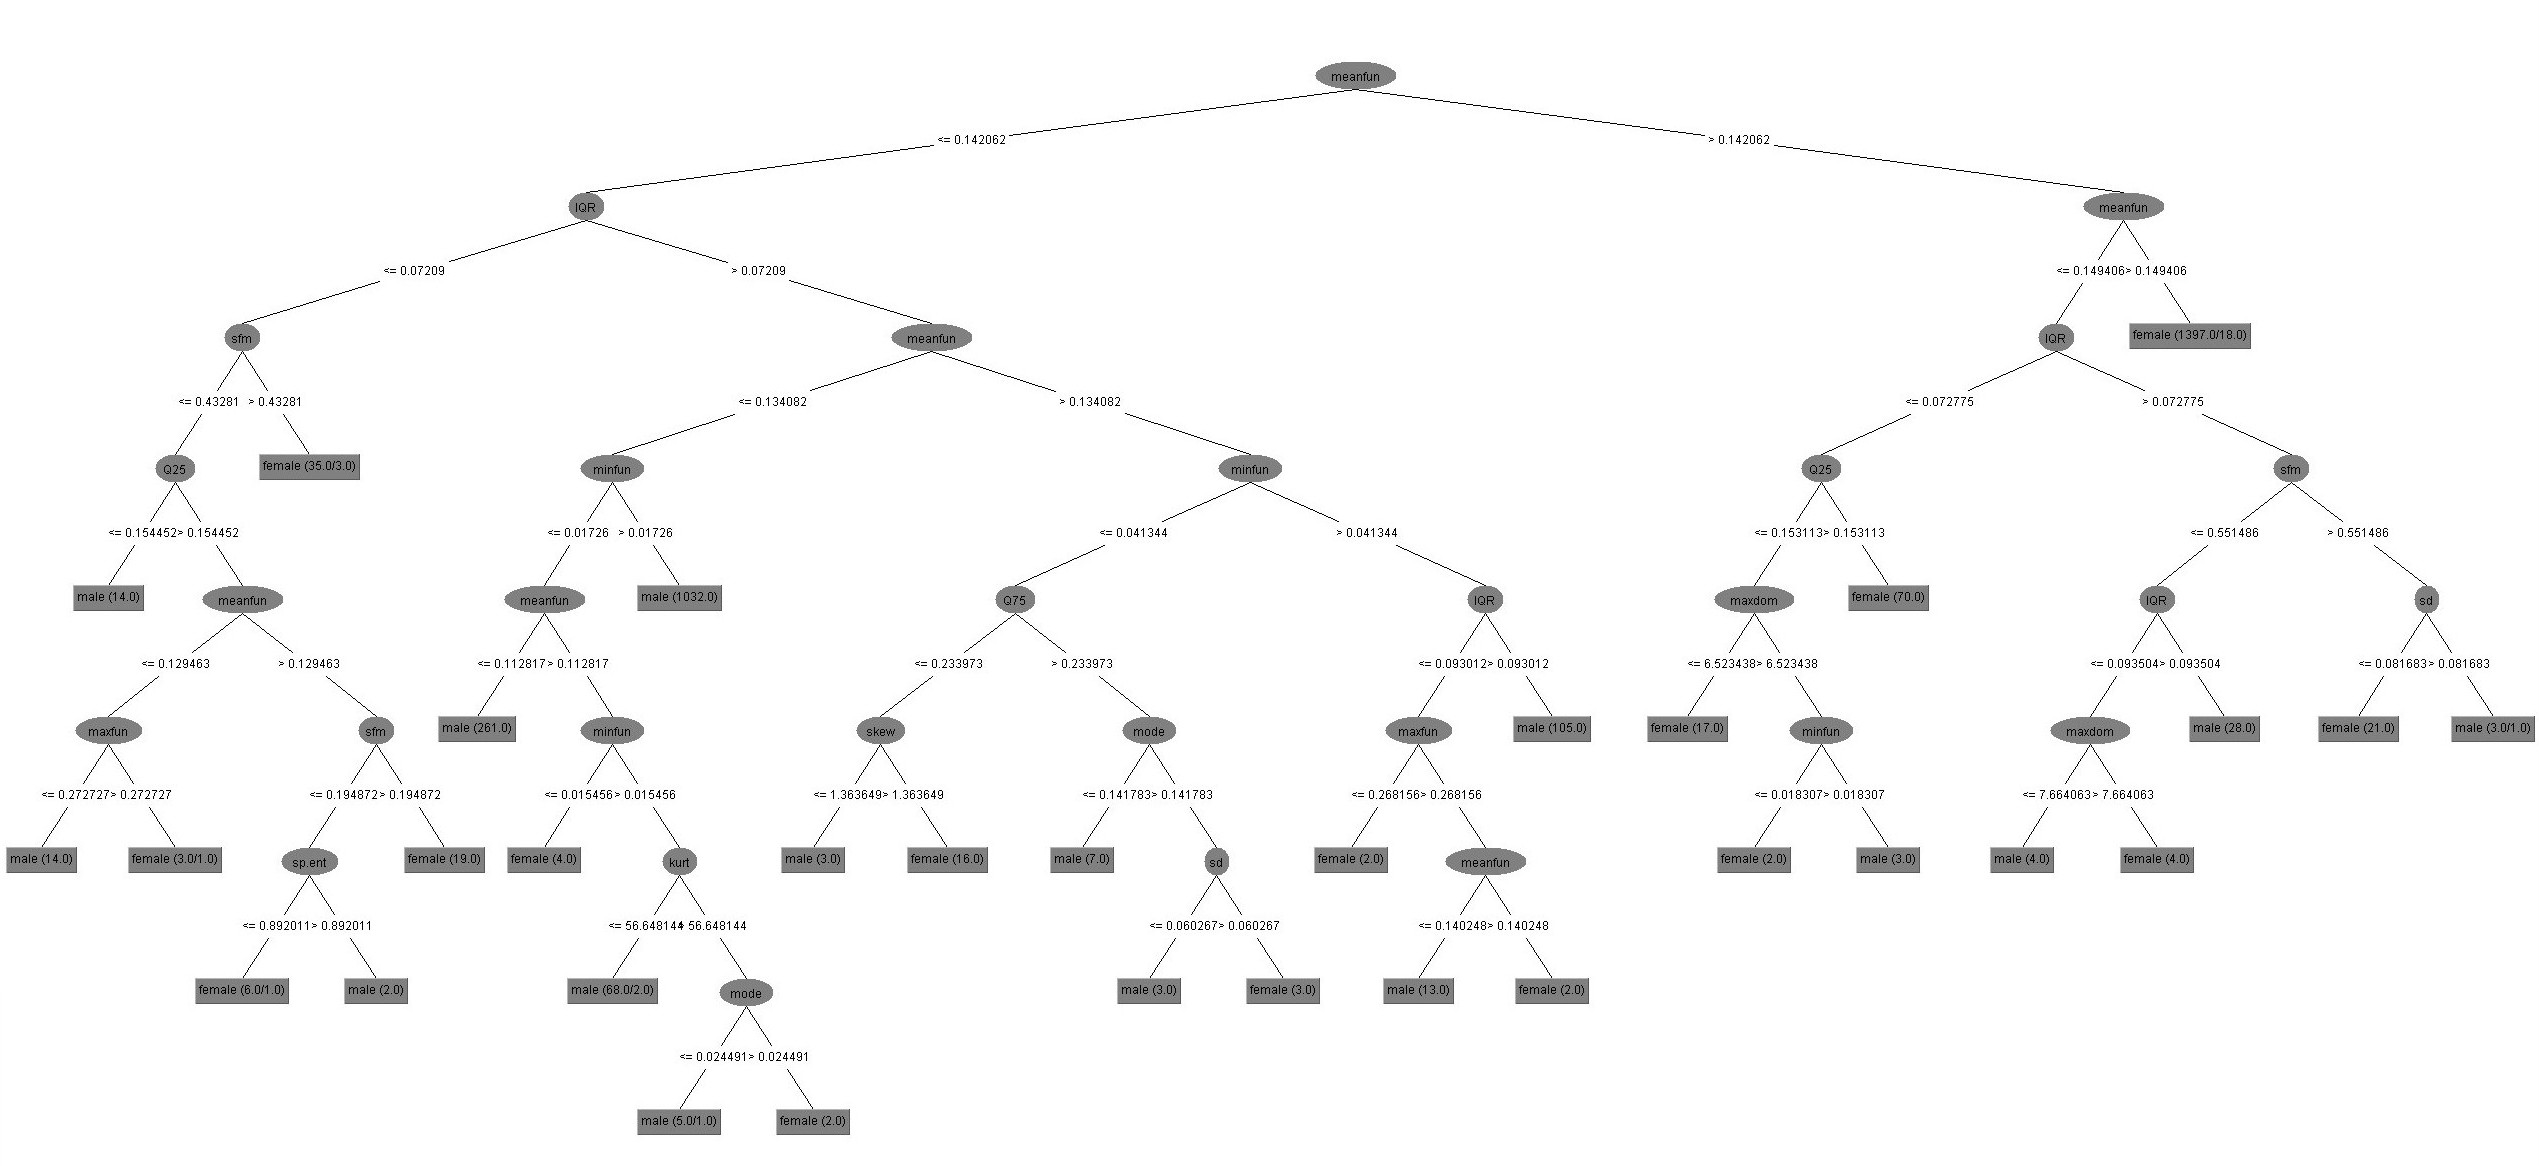 meanfun
<= 0.142062 > 0.142062
IQR meanfun
<= 0.07209 > 0.07209 <= 0.149406 > 0.149406
sfm meanfun IQR female (1397.0/18.0)
<= 0.43281 > 0.43281 <= 0.134082 > 0.134082 <= 0.072775 > 0.072775
Q25 female (35.0/3.0) minfun minfun Q25 sfm
<= 0.154452 > 0.154452 <= 0.01726 > 0.01726 <= 0.041344 > 0.041344 <= 0.153113 > 0.153113 <= 0.551486 > 0.551486
male (14.0) meanfun meanfun male (1032.0) Q75 IQR maxdom female (70.0) IQR sd
<= 0.129463 > 0.129463 <= 0.112817 > 0.112817 <= 0.233973 > 0.233973 <= 0.093012 > 0.093012 <= 6.523438 > 6.523438 <= 0.093504 > 0.093504 <= 0.081683 > 0.081683
maxfun sfm male (261.0) minfun skew mode maxfun male (105.0) female (17.0) minfun maxdom male (28.0) female (21.0) male (3.0/1.0)
<= 0.272727 > 0.272727 <= 0.194872 > 0.194872 <= 0.015456 > 0.015456 <= 1.363649 > 1.363649 <= 0.141783 > 0.141783 <= 0.268156 > 0.268156 <= 0.018307 > 0.018307 <= 7.664063 > 7.664063
male (14.0) female (3.0/1.0) sp.ent female (19.0) female (4.0) kurt male (3.0) female (16.0) male (7.0) sd female (2.0) meanfun female (2.0) male (3.0) male (4.0) female (4.0)
<= 0.892011 > 0.892011 <= 56.648144 > 56.648144 <= 0.060267 > 0.060267 <= 0.140248 > 0.140248
female (6.0/1.0) male (2.0) male (68.0/2.0) mode male (3.0) female (3.0) male (13.0) female (2.0)
<= 0.024491 > 0.024491
male (5.0/1.0) female (2.0)